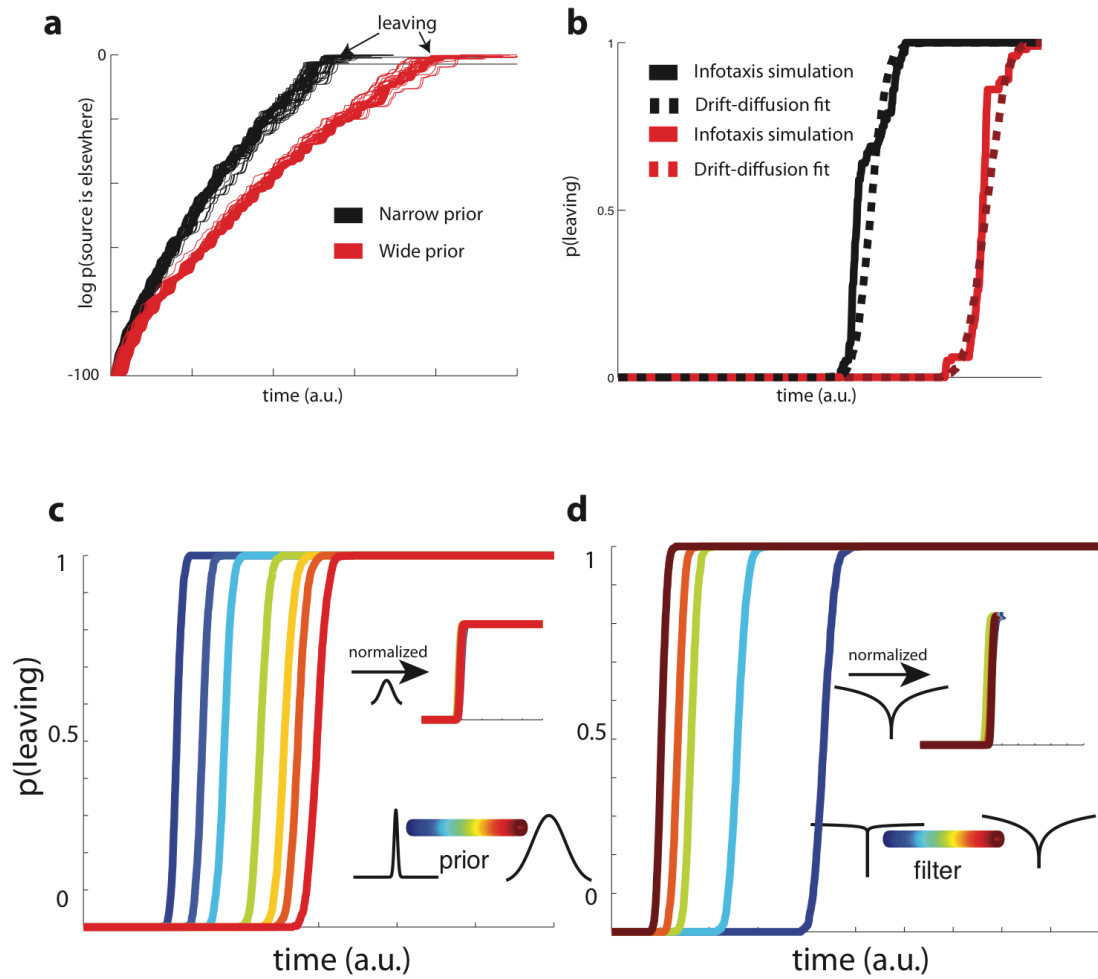 a
leaving
0
log p(source is elsewhere)
Narrow prior
Wide prior
-100
time (a.u.)
b
1
Infotaxis simulation
Drift-diffusion fit
Infotaxis simulation
Drift-diffusion fit
p(leaving)
0.5
0
time (a.u.)
c
1
p(leaving)
normalized
0.5
prior
0
time (a.u.)
d
1
normalized
0.5
filter
0
time (a.u.)